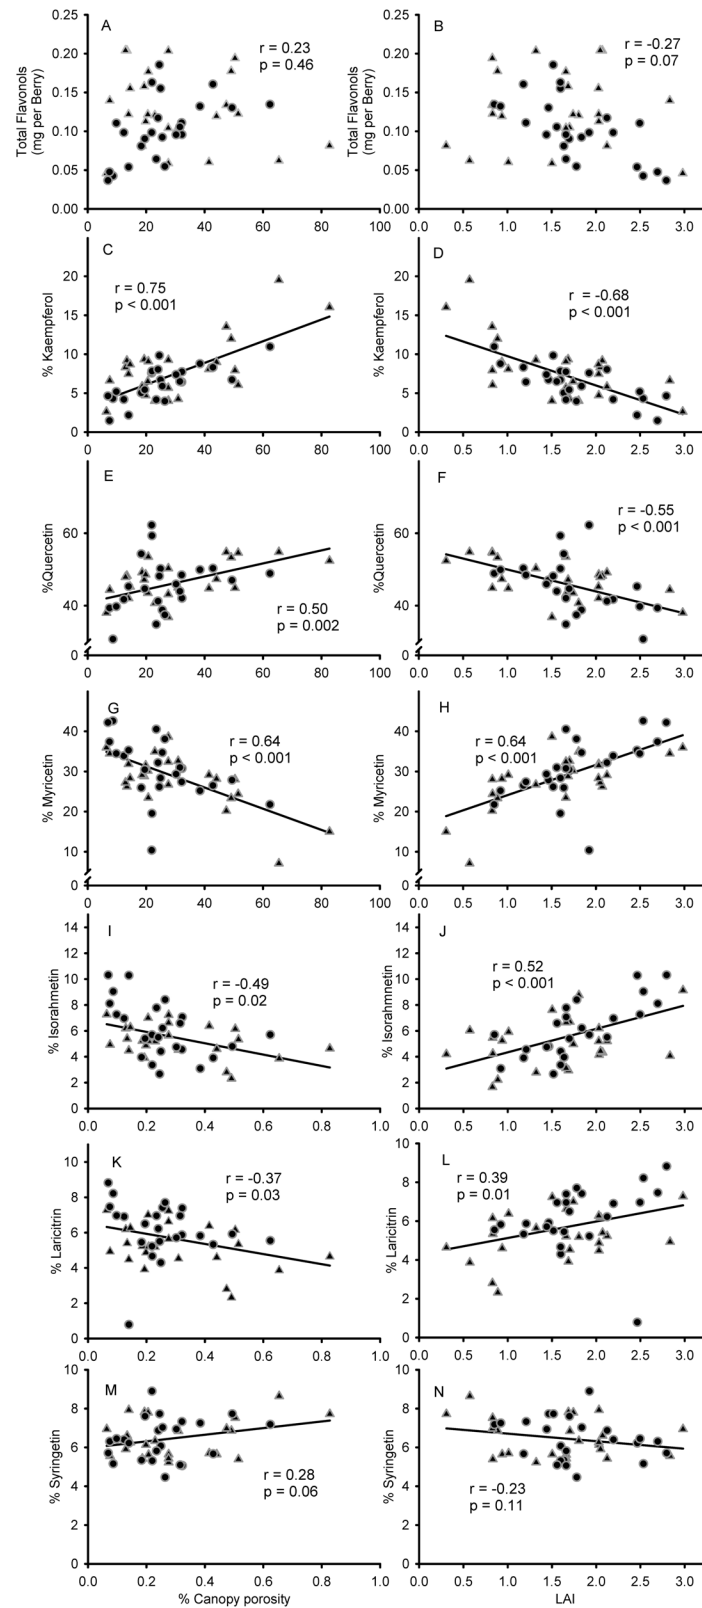 A
r = 0.23
p = 0.46
Total Flavonols
(mg per Berry)
0.25
0.20
0.15
0.10
0.05
0.00
0 20 40 60 80 100
B
r = -0.27
p = 0.07
Total Flavonols
(mg per Berry)
0.25
0.20
0.15
0.10
0.05
0.00
0.0 0.5 1.0 1.5 2.0 2.5 3.0
C
r = 0.75
p < 0.001
% Kaempferol
20
15
10
5
0
0 20 40 60 80 100
D
r = -0.68
p < 0.001
% Kaempferol
20
15
10
5
0
0.0 0.5 1.0 1.5 2.0 2.5 3.0
E
r = 0.50
p = 0.002
%Quercetin
60
40
0
0 20 40 60 80 100
F
r = -0.55
p < 0.001
%Quercetin
60
40
0
0.0 0.5 1.0 1.5 2.0 2.5 3.0
G
r = 0.64
p < 0.001
% Myricetin
40
30
20
10
0
0 20 40 60 80 100
H
r = 0.64
p < 0.001
% Myricetin
40
30
20
10
0
0.0 0.5 1.0 1.5 2.0 2.5 3.0
I
r = -0.49
p = 0.02
% Isorahmnetin
14
12
10
8
6
4
2
0
0.0 0.2 0.4 0.6 0.8 1.0
J
r = 0.52
p < 0.001
% Isorahmnetin
14
12
10
8
6
4
2
0
0.0 0.5 1.0 1.5 2.0 2.5 3.0
K
r = -0.37
p = 0.03
% Laricitrin
10
8
6
4
2
0
0.0 0.2 0.4 0.6 0.8 1.0
L
r = 0.39
p = 0.01
% Laricitrin
10
8
6
4
2
0
0.0 0.5 1.0 1.5 2.0 2.5 3.0
M
r = 0.28
p = 0.06
% Syringetin
10
8
6
4
2
0
0.0 0.2 0.4 0.6 0.8 1.0
% Canopy porosity
N
r = -0.23
p = 0.11
% Syringetin
10
8
6
4
2
0
0.0 0.5 1.0 1.5 2.0 2.5 3.0
LAI